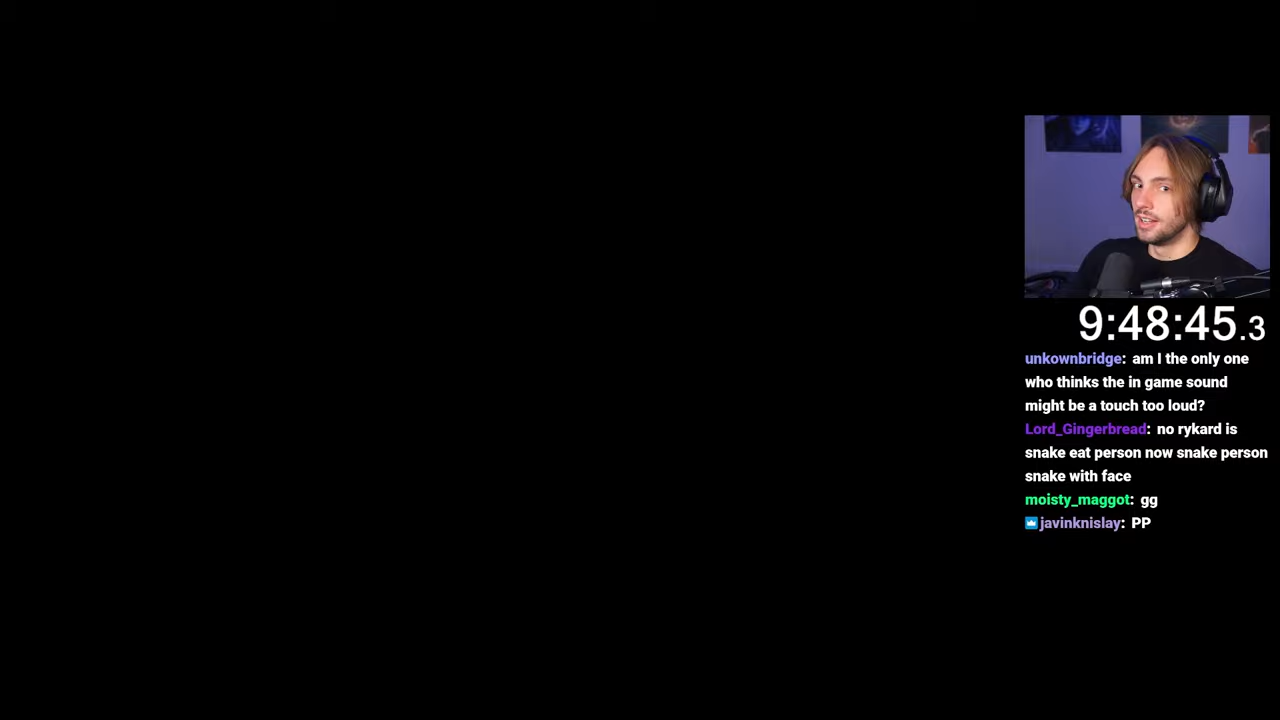 9:48:45.3
unkownbridge: am I the only one
who thinks the in game sound
might be a touch too loud?
Lord_Gingerbread: no rykard is
snake eat person now snake person
snake with face
moisty_maggot: gg
javinknislay: PP